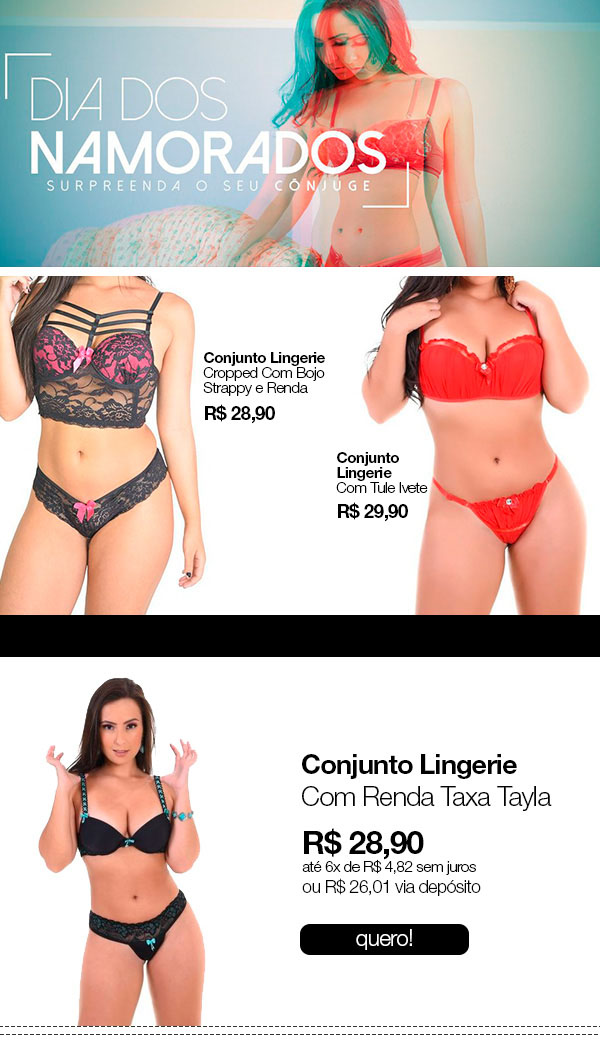 DIA DOS
NAMORADOS
SURPREENDA O SEU CÔNJUGE
Conjunto Lingerie
Cropped Com Bojo
Strappy e Renda
R$ 28,90
Conjunto
Lingerie
Com Tule Ivete
R$ 29,90
Conjunto Lingerie
Com Renda Taxa Tayla
R$ 28,90
até 6x de R$ 4,82 sem juros
ou R$ 26,01 via depósito
quero!